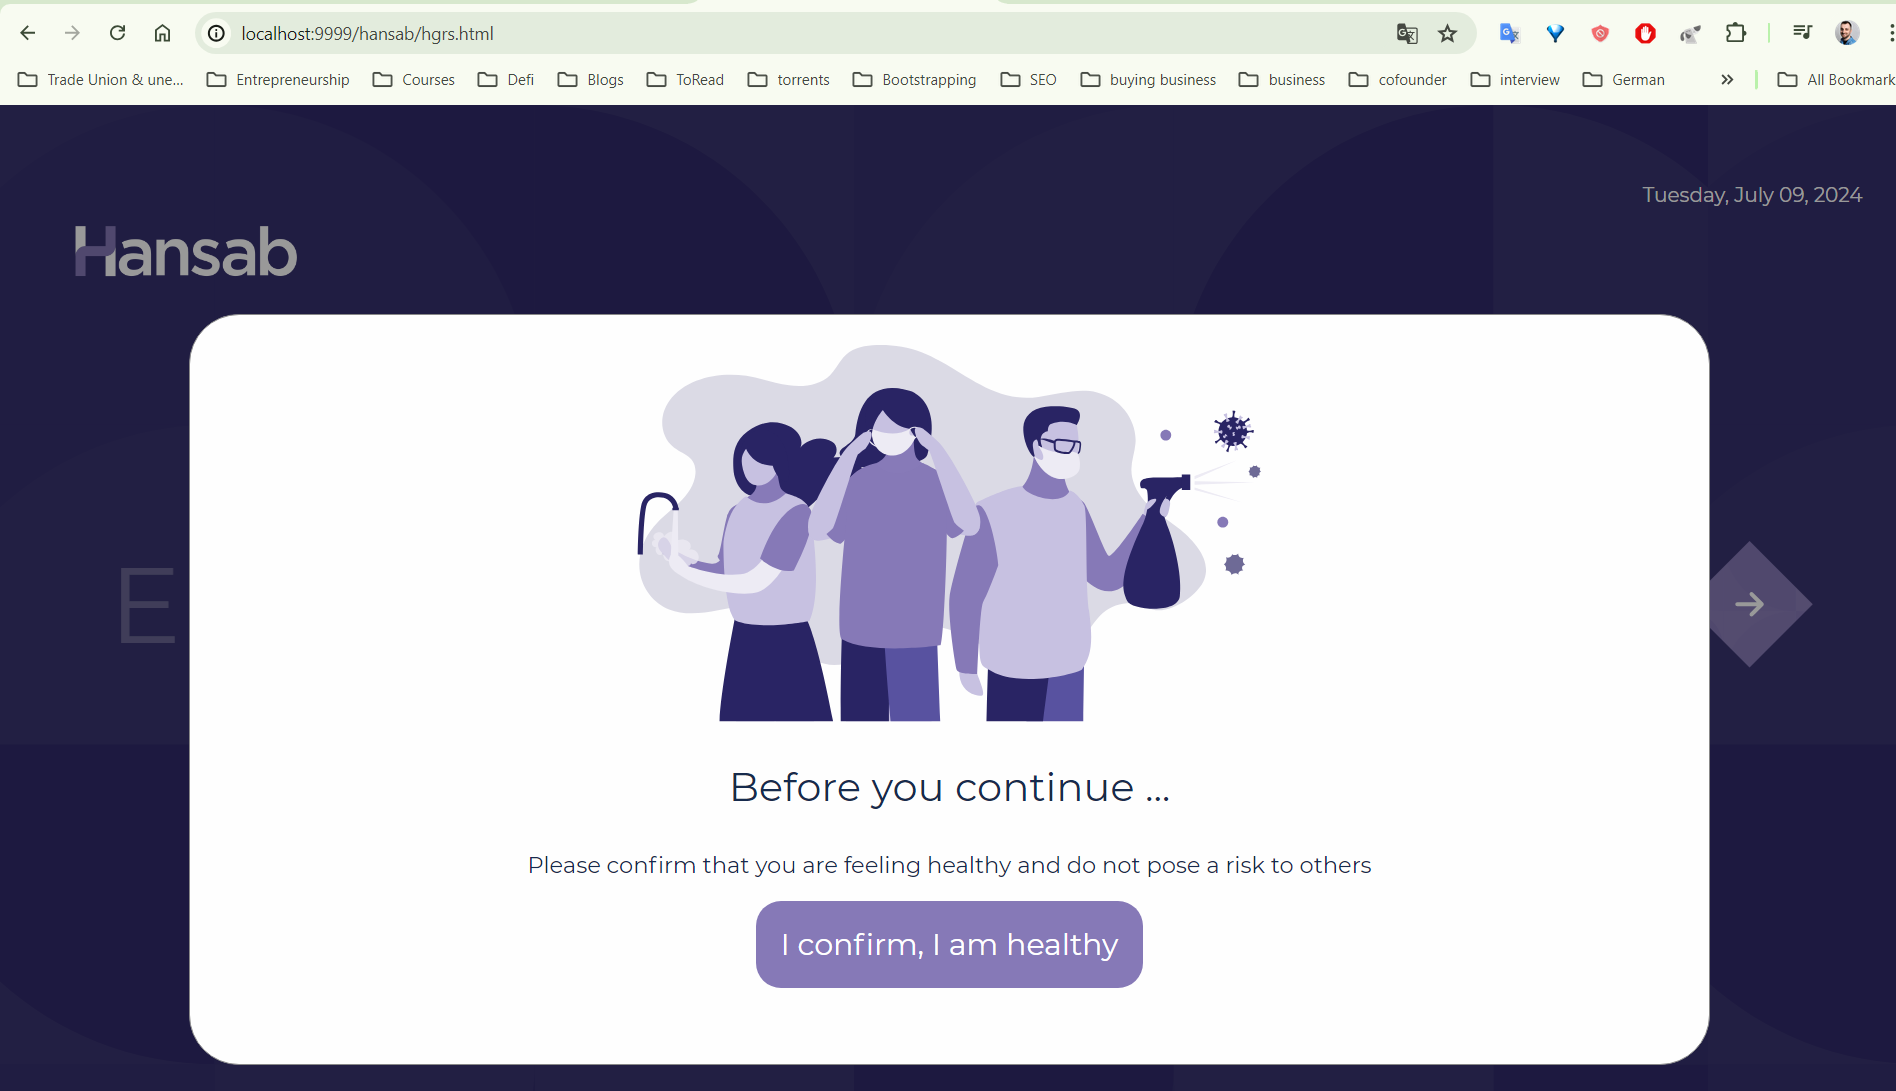 localhost:9999/hansab/hgrs.html
Trade Union & une... Entrepreneurship Courses Defi Blogs ToRead torrents Bootstrapping SEO buying business business cofounder interview German » All Bookmark
Tuesday, July 09, 2024
Hansab
E
Before you continue ...
Please confirm that you are feeling healthy and do not pose a risk to others
I confirm, I am healthy